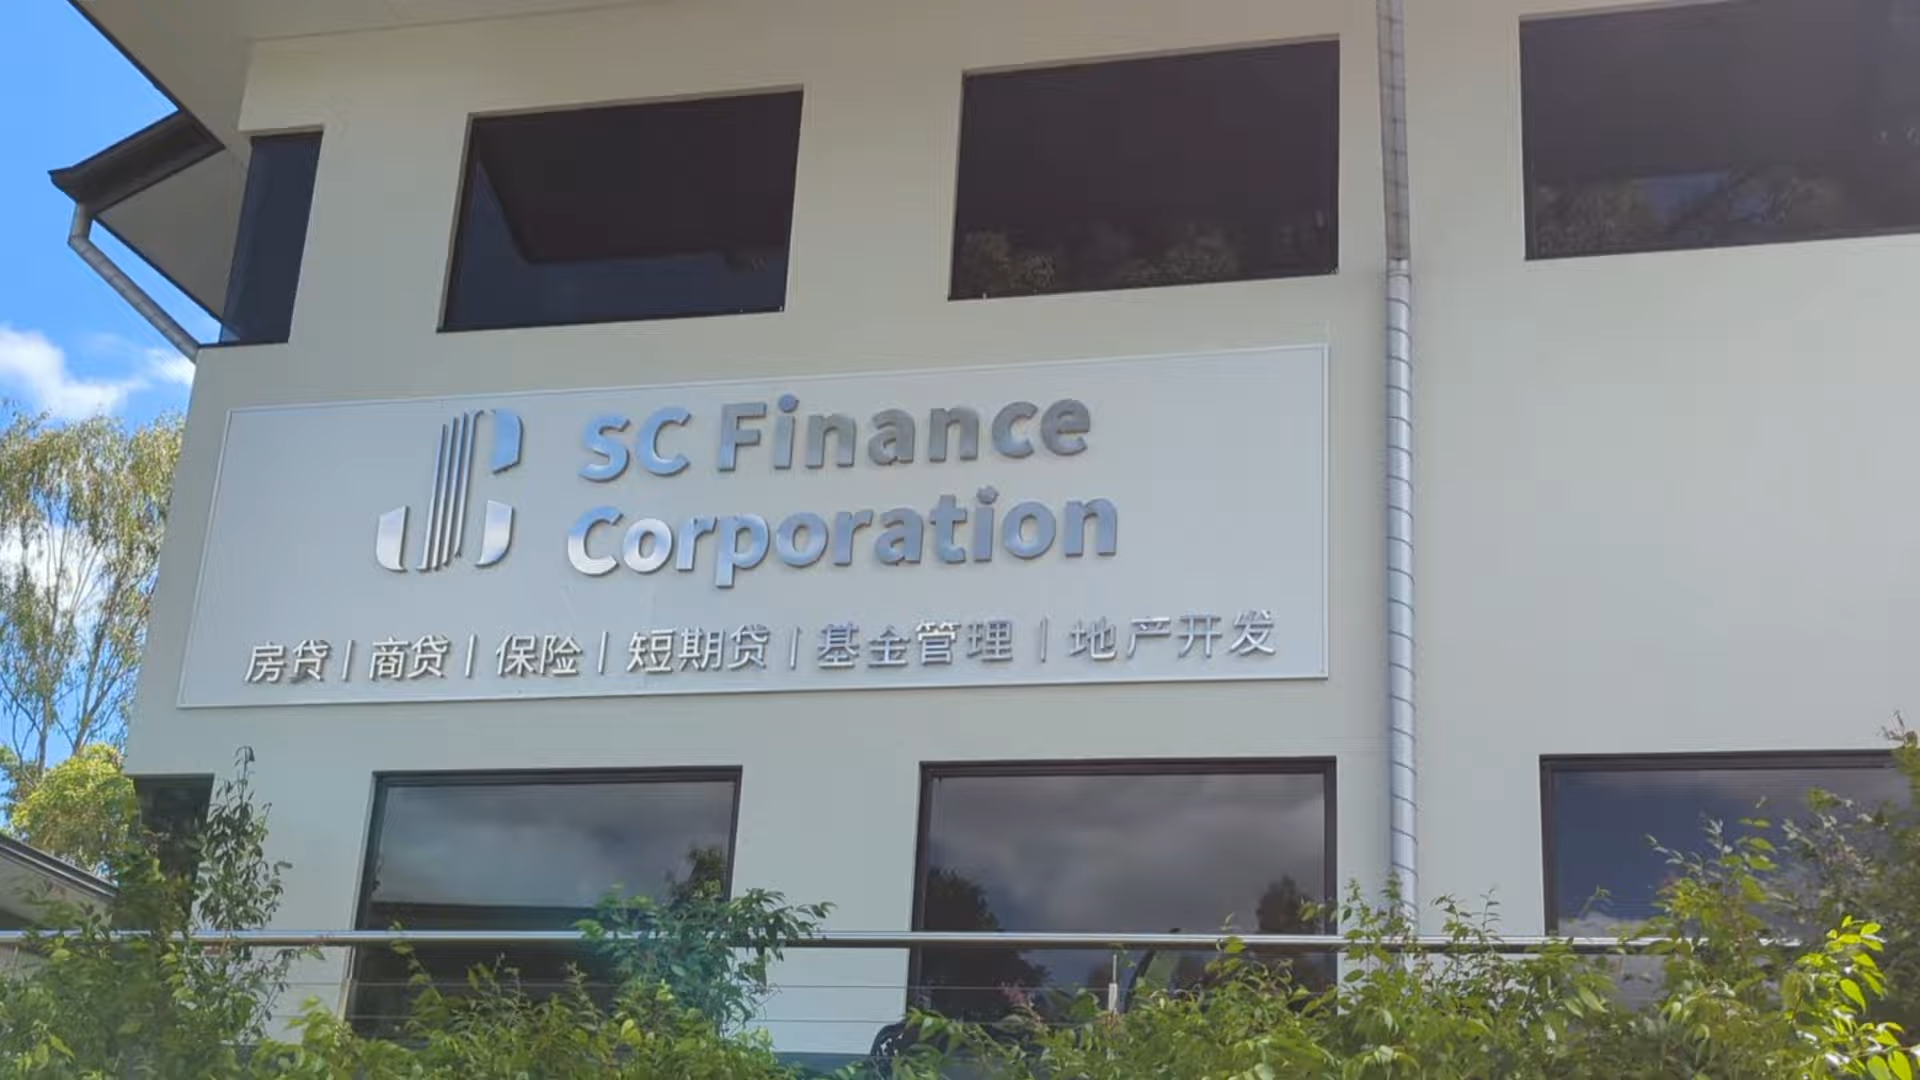 SC Finance
Corporation
房贷 | 商贷 | 保险 | 短期贷 | 基金管理 | 地产开发